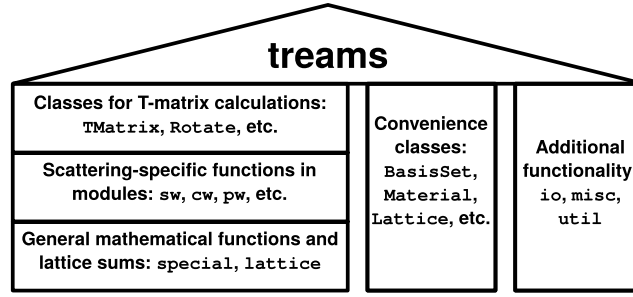 treams
Classes for T-matrix calculations:
TMatrix, Rotate, etc.
Scattering-specific functions in
modules: sw, cw, pw, etc.
General mathematical functions and
lattice sums: special, lattice
Convenience
classes:
BasisSet,
Material,
Lattice, etc.
Additional
functionality:
io, misc,
util